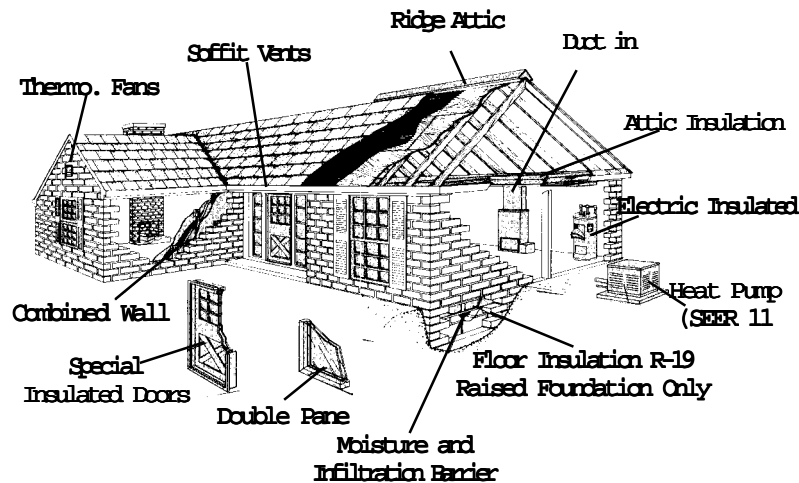 Ridge Attic
Duct in
Soffit Vents
Thermo. Fans
Attic Insulation
Electric Insulated
Heat Pump
(SEER 11
Combined Wall
Special
Insulated Doors
Floor Insulation R-19
Raised Foundation Only
Double Pane
Moisture and
Infiltration Barrier